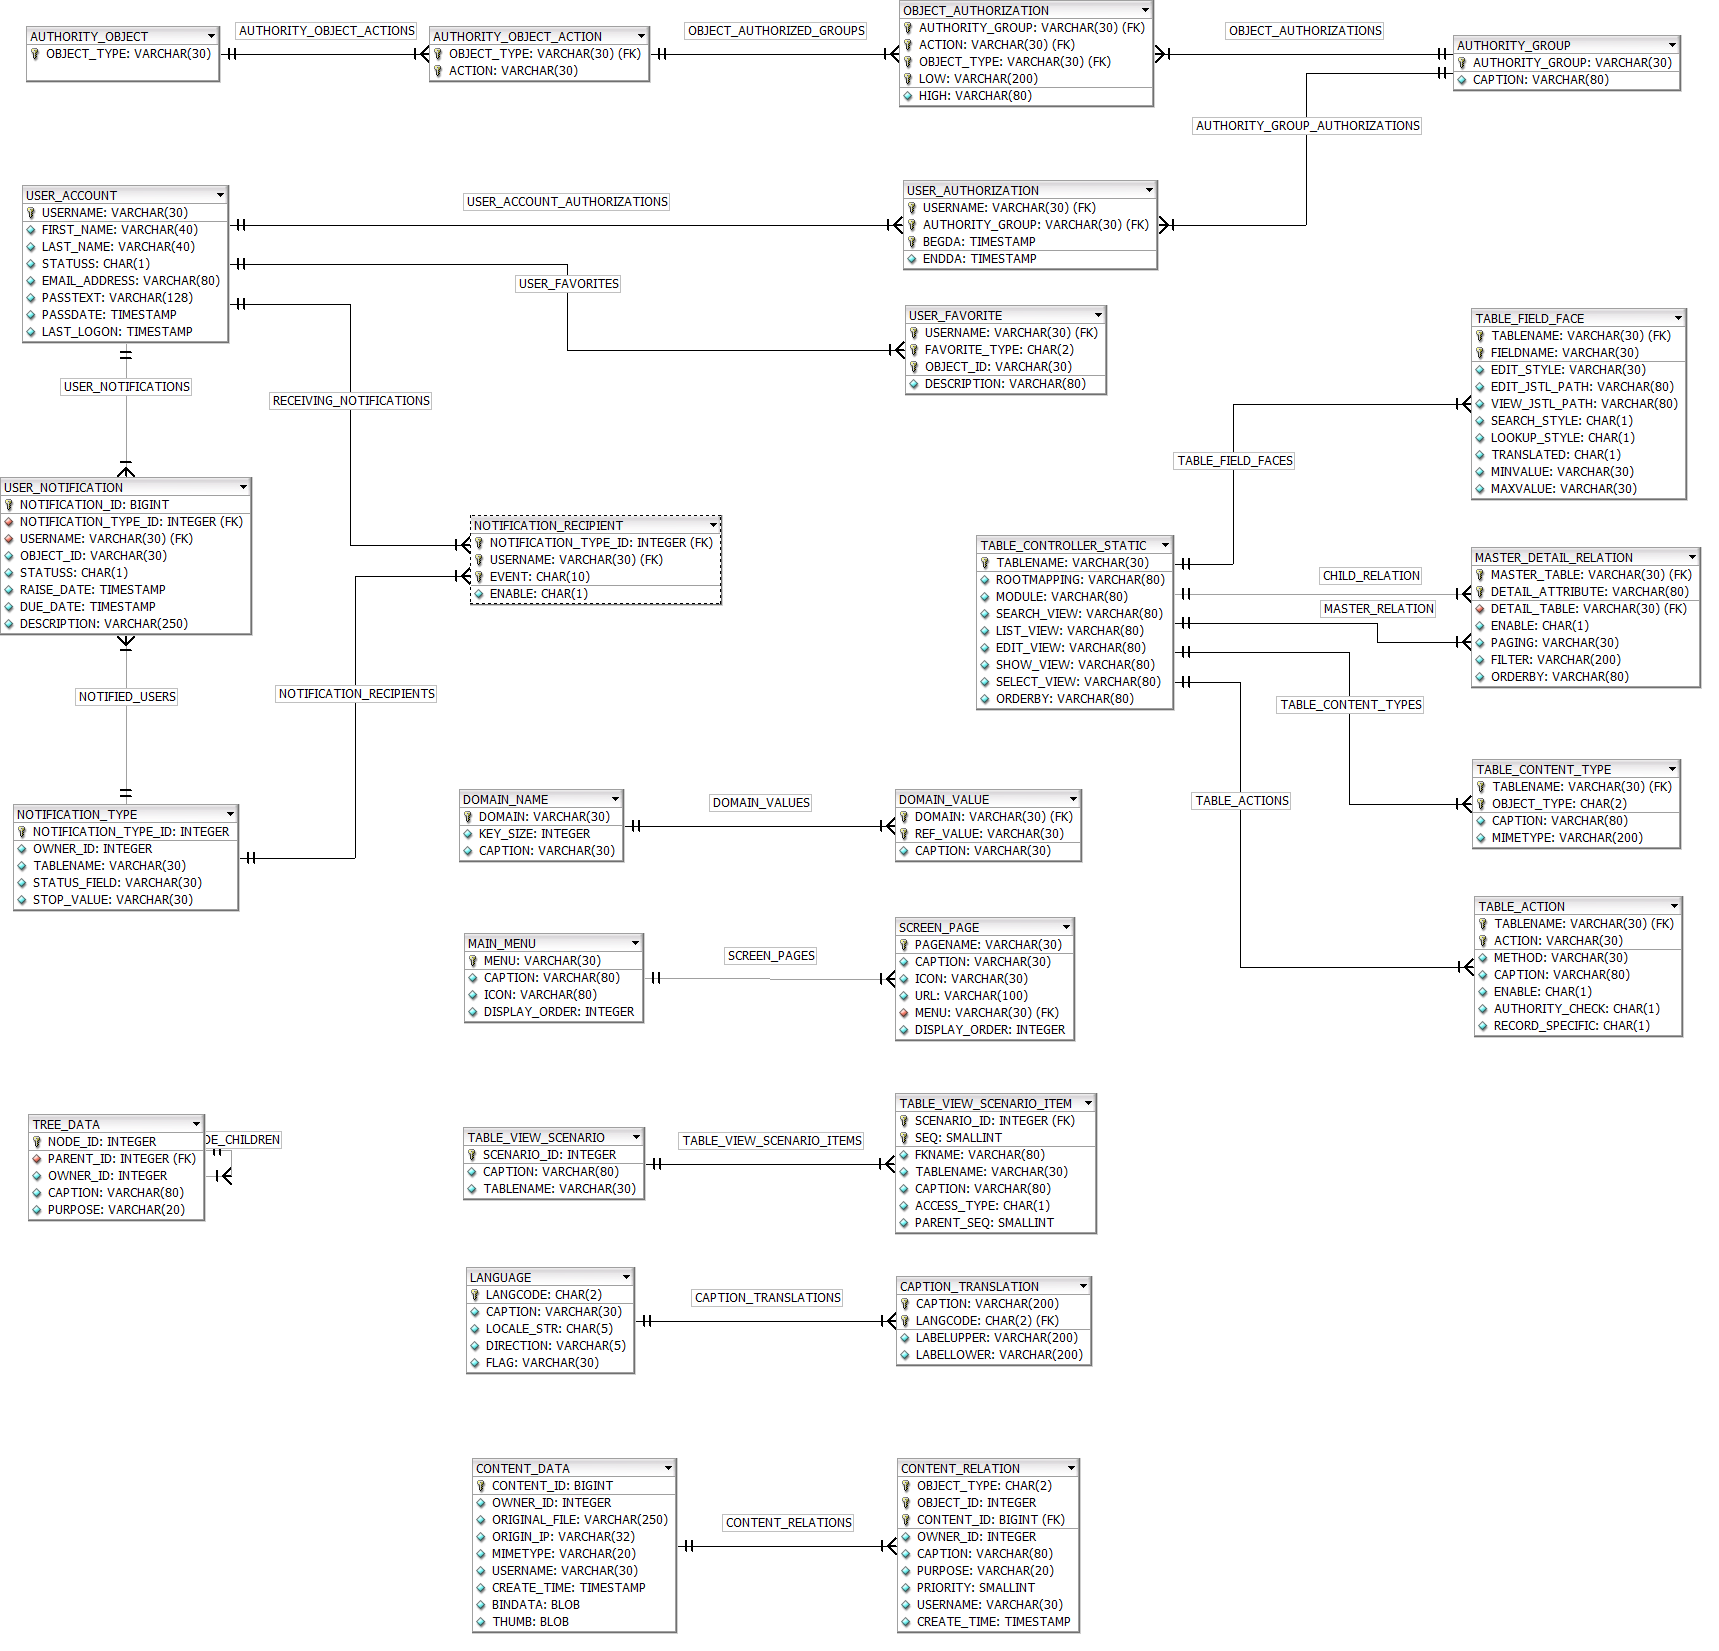 AUTHORITY_OBJECT
OBJECT_TYPE: VARCHAR(30)
AUTHORITY_OBJECT_ACTIONS
AUTHORITY_OBJECT_ACTION
OBJECT_TYPE: VARCHAR(30) (FK)
ACTION: VARCHAR(30)
OBJECT_AUTHORIZED_GROUPS
OBJECT_AUTHORIZATION
AUTHORITY_GROUP: VARCHAR(30) (FK)
ACTION: VARCHAR(30) (FK)
OBJECT_TYPE: VARCHAR(30) (FK)
LOW: VARCHAR(200)
HIGH: VARCHAR(80)
OBJECT_AUTHORIZATIONS
AUTHORITY_GROUP
AUTHORITY_GROUP: VARCHAR(30)
CAPTION: VARCHAR(80)
AUTHORITY_GROUP_AUTHORIZATIONS
USER_ACCOUNT
USERNAME: VARCHAR(30)
FIRST_NAME: VARCHAR(40)
LAST_NAME: VARCHAR(40)
STATUSS: CHAR(1)
EMAIL_ADDRESS: VARCHAR(80)
PASSTEXT: VARCHAR(128)
PASSDATE: TIMESTAMP
LAST_LOGON: TIMESTAMP
USER_ACCOUNT_AUTHORIZATIONS
USER_AUTHORIZATION
USERNAME: VARCHAR(30) (FK)
AUTHORITY_GROUP: VARCHAR(30) (FK)
BEGDA: TIMESTAMP
ENDDA: TIMESTAMP
USER_FAVORITES
USER_FAVORITE
USERNAME: VARCHAR(30) (FK)
FAVORITE_TYPE: CHAR(2)
OBJECT_ID: VARCHAR(30)
DESCRIPTION: VARCHAR(80)
USER_NOTIFICATIONS
RECEIVING_NOTIFICATIONS
USER_NOTIFICATION
NOTIFICATION_ID: BIGINT
NOTIFICATION_TYPE_ID: INTEGER (FK)
USERNAME: VARCHAR(30) (FK)
OBJECT_ID: VARCHAR(30)
STATUSS: CHAR(1)
RAISE_DATE: TIMESTAMP
DUE_DATE: TIMESTAMP
DESCRIPTION: VARCHAR(250)
NOTIFICATION_RECIPIENT
NOTIFICATION_TYPE_ID: INTEGER (FK)
USERNAME: VARCHAR(30) (FK)
EVENT: CHAR(10)
ENABLE: CHAR(1)
NOTIFIED_USERS
NOTIFICATION_RECIPIENTS
NOTIFICATION_TYPE
NOTIFICATION_TYPE_ID: INTEGER
OWNER_ID: INTEGER
TABLENAME: VARCHAR(30)
STATUS_FIELD: VARCHAR(30)
STOP_VALUE: VARCHAR(30)
TABLE_FIELD_FACE
TABLENAME: VARCHAR(30) (FK)
FIELDNAME: VARCHAR(30)
EDIT_STYLE: VARCHAR(30)
EDIT_JSTL_PATH: VARCHAR(80)
VIEW_JSTL_PATH: VARCHAR(80)
SEARCH_STYLE: CHAR(1)
LOOKUP_STYLE: CHAR(1)
TRANSLATED: CHAR(1)
MINVALUE: VARCHAR(30)
MAXVALUE: VARCHAR(30)
TABLE_FIELD_FACES
TABLE_CONTROLLER_STATIC
TABLENAME: VARCHAR(30)
ROOTMAPPING: VARCHAR(80)
MODULE: VARCHAR(80)
SEARCH_VIEW: VARCHAR(80)
LIST_VIEW: VARCHAR(80)
EDIT_VIEW: VARCHAR(80)
SHOW_VIEW: VARCHAR(80)
SELECT_VIEW: VARCHAR(80)
ORDERBY: VARCHAR(80)
CHILD_RELATION
MASTER_RELATION
MASTER_DETAIL_RELATION
MASTER_TABLE: VARCHAR(30) (FK)
DETAIL_ATTRIBUTE: VARCHAR(80)
DETAIL_TABLE: VARCHAR(30) (FK)
ENABLE: CHAR(1)
PAGING: VARCHAR(30)
FILTER: VARCHAR(200)
ORDERBY: VARCHAR(80)
TABLE_CONTENT_TYPES
TABLE_CONTENT_TYPE
TABLENAME: VARCHAR(30) (FK)
OBJECT_TYPE: CHAR(2)
CAPTION: VARCHAR(80)
MIMETYPE: VARCHAR(200)
TABLE_ACTIONS
TABLE_ACTION
TABLENAME: VARCHAR(30) (FK)
ACTION: VARCHAR(30)
METHOD: VARCHAR(30)
CAPTION: VARCHAR(80)
ENABLE: CHAR(1)
AUTHORITY_CHECK: CHAR(1)
RECORD_SPECIFIC: CHAR(1)
DOMAIN_NAME
DOMAIN: VARCHAR(30)
KEY_SIZE: INTEGER
CAPTION: VARCHAR(30)
DOMAIN_VALUES
DOMAIN_VALUE
DOMAIN: VARCHAR(30) (FK)
REF_VALUE: VARCHAR(30)
CAPTION: VARCHAR(30)
MAIN_MENU
MENU: VARCHAR(30)
CAPTION: VARCHAR(80)
ICON: VARCHAR(80)
DISPLAY_ORDER: INTEGER
SCREEN_PAGES
SCREEN_PAGE
PAGENAME: VARCHAR(30)
CAPTION: VARCHAR(30)
ICON: VARCHAR(30)
URL: VARCHAR(100)
MENU: VARCHAR(30) (FK)
DISPLAY_ORDER: INTEGER
TREE_DATA
NODE_ID: INTEGER
PARENT_ID: INTEGER (FK)
OWNER_ID: INTEGER
CAPTION: VARCHAR(80)
PURPOSE: VARCHAR(20)
DE_CHILDREN
TABLE_VIEW_SCENARIO
SCENARIO_ID: INTEGER
CAPTION: VARCHAR(80)
TABLENAME: VARCHAR(30)
TABLE_VIEW_SCENARIO_ITEMS
TABLE_VIEW_SCENARIO_ITEM
SCENARIO_ID: INTEGER (FK)
SEQ: SMALLINT
FKNAME: VARCHAR(80)
TABLENAME: VARCHAR(30)
CAPTION: VARCHAR(80)
ACCESS_TYPE: CHAR(1)
PARENT_SEQ: SMALLINT
LANGUAGE
LANGCODE: CHAR(2)
CAPTION: VARCHAR(30)
LOCALE_STR: CHAR(5)
DIRECTION: VARCHAR(5)
FLAG: VARCHAR(30)
CAPTION_TRANSLATIONS
CAPTION_TRANSLATION
CAPTION: VARCHAR(200)
LANGCODE: CHAR(2) (FK)
LABELUPPER: VARCHAR(200)
LABELLOWER: VARCHAR(200)
CONTENT_DATA
CONTENT_ID: BIGINT
OWNER_ID: INTEGER
ORIGINAL_FILE: VARCHAR(250)
ORIGIN_IP: VARCHAR(32)
MIMETYPE: VARCHAR(20)
USERNAME: VARCHAR(30)
CREATE_TIME: TIMESTAMP
BINDATA: BLOB
THUMB: BLOB
CONTENT_RELATIONS
CONTENT_RELATION
OBJECT_TYPE: CHAR(2)
OBJECT_ID: INTEGER
CONTENT_ID: BIGINT (FK)
OWNER_ID: INTEGER
CAPTION: VARCHAR(80)
PURPOSE: VARCHAR(20)
PRIORITY: SMALLINT
USERNAME: VARCHAR(30)
CREATE_TIME: TIMESTAMP